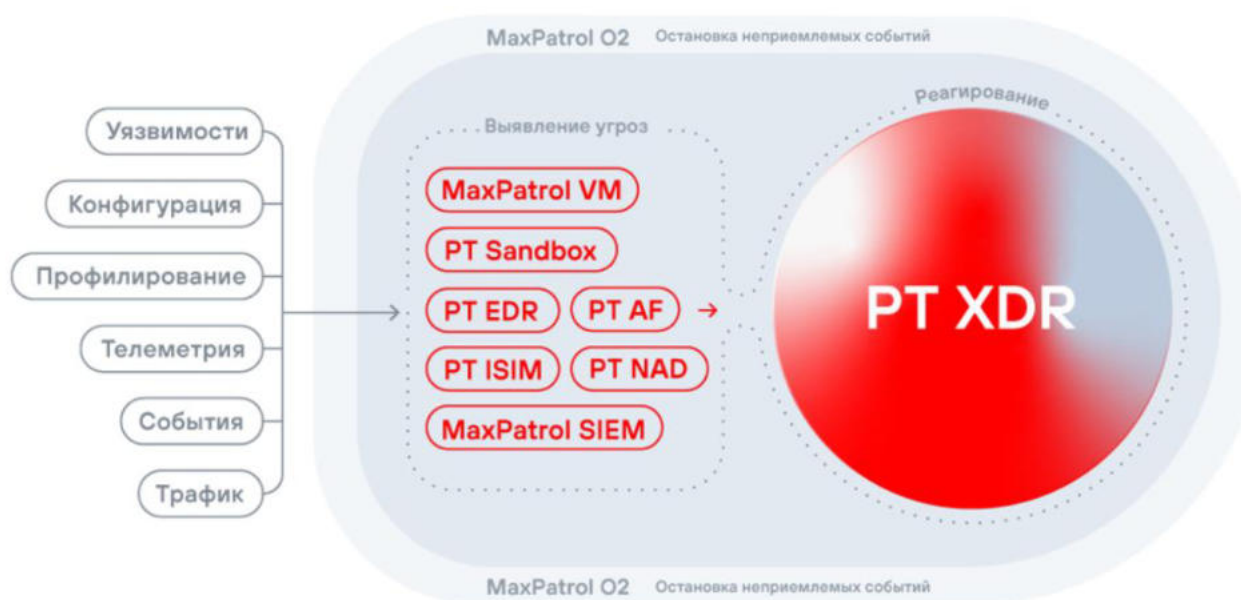 MaxPatrol O2 Остановка неприемлемых событий
Уязвимости
Конфигурация
Профилирование
Телеметрия
События
Трафик
Выявление угроз
MaxPatrol VM
PT Sandbox
PT EDR PT AF
PT ISIM PT NAD
MaxPatrol SIEM
Реагирование
PT XDR
MaxPatrol O2 Остановка неприемлемых событий